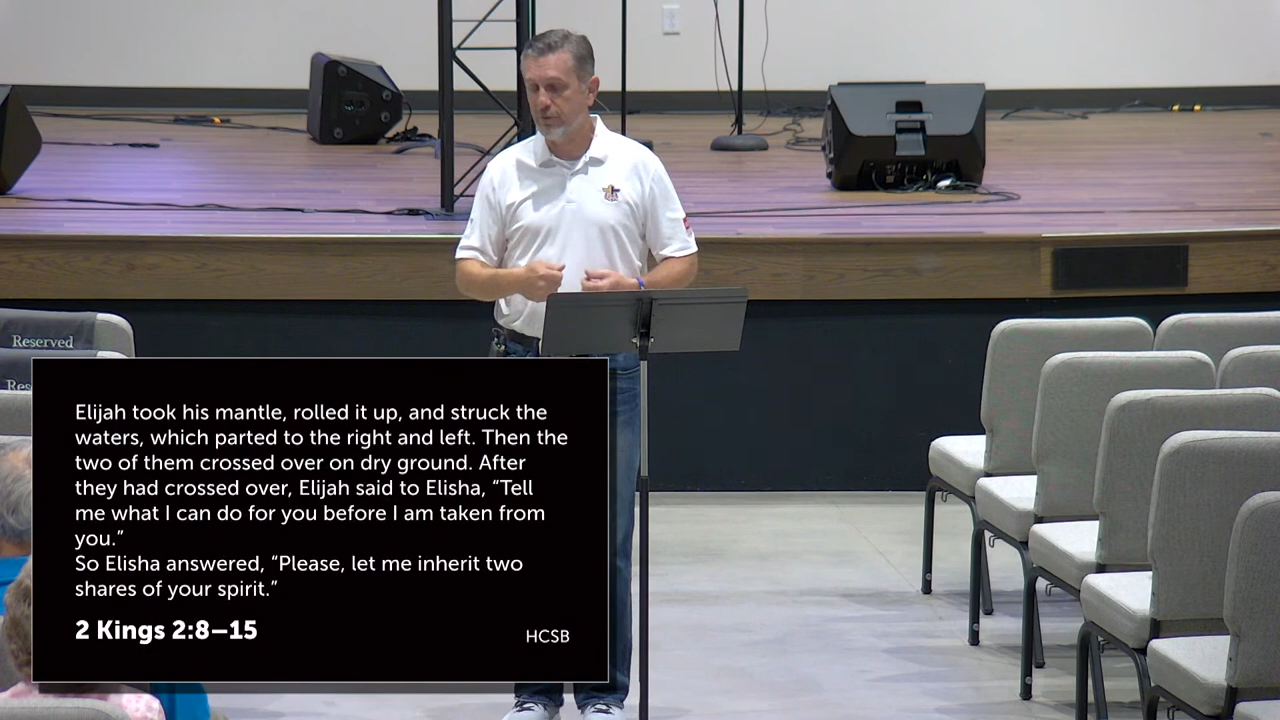 Reserved
Res
Elijah took his mantle, rolled it up, and struck the
waters, which parted to the right and left. Then the
two of them crossed over on dry ground. After
they had crossed over, Elijah said to Elisha, “Tell
me what I can do for you before I am taken from
you.”
So Elisha answered, “Please, let me inherit two
shares of your spirit.”
2 Kings 2:8–15
HCSB